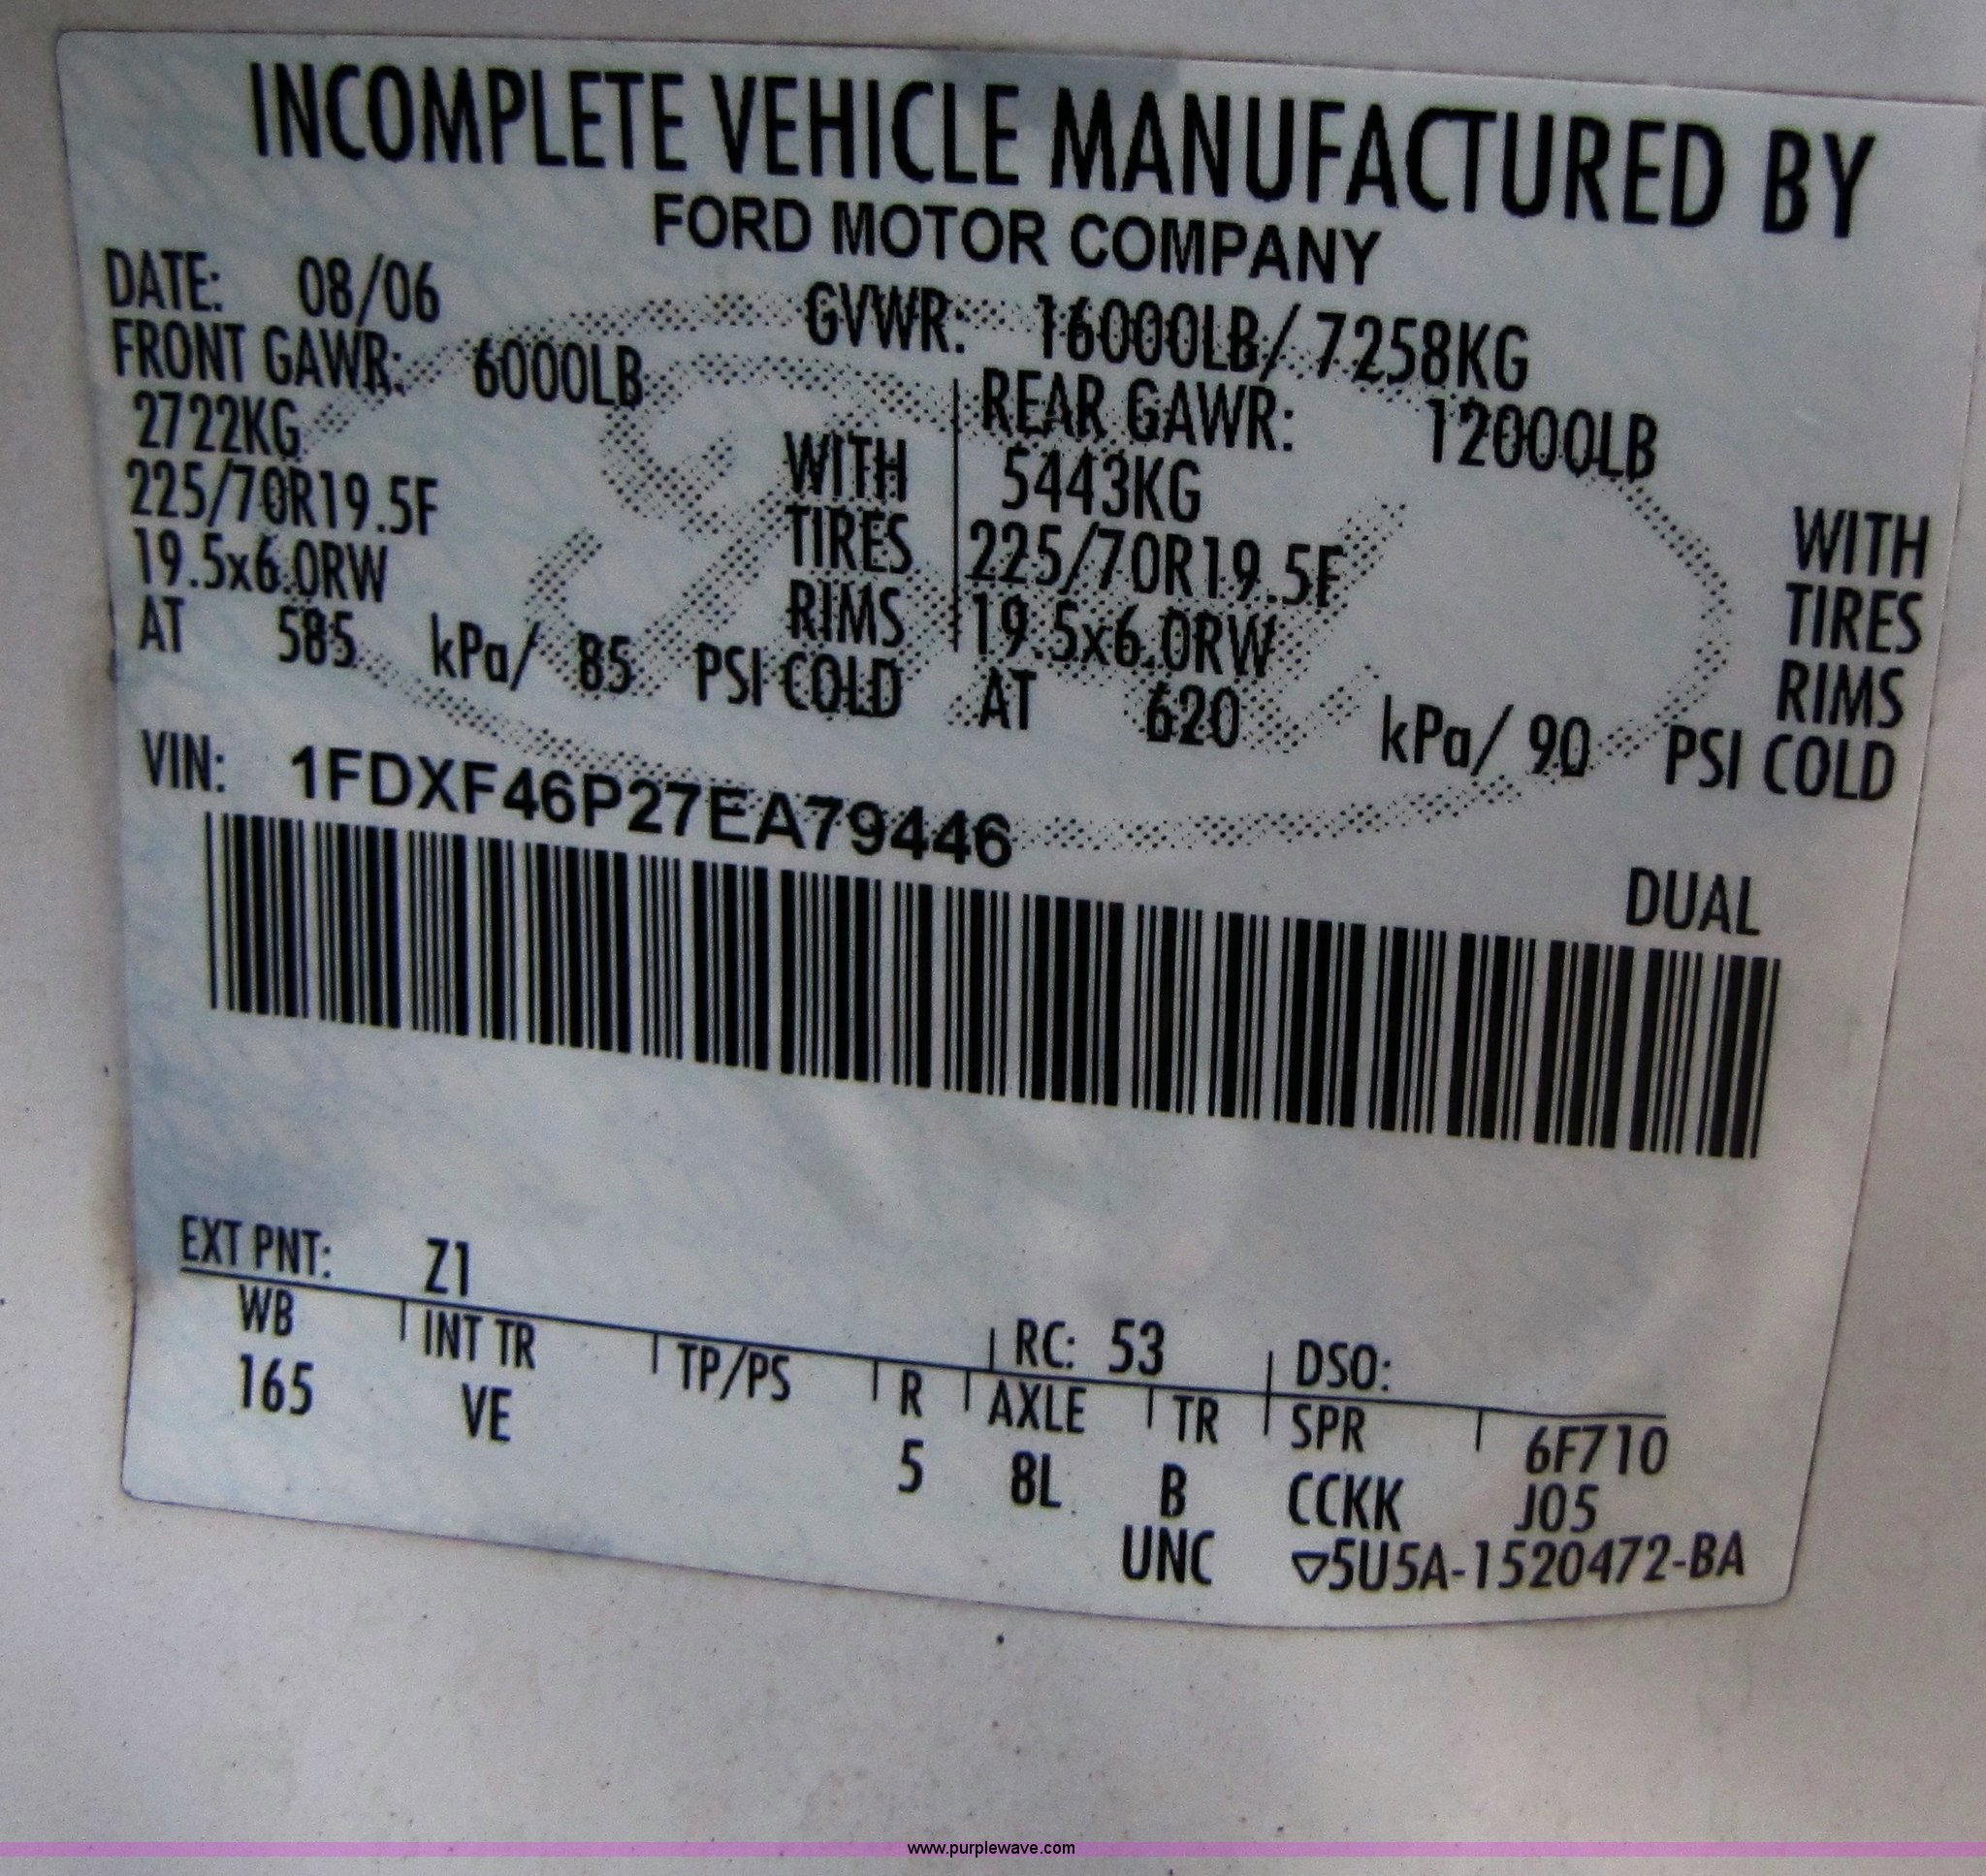 INCOMPLETE VEHICLE MANUFACTURED BY
FORD MOTOR COMPANY
DATE: 08/06 GVWR: 16000LB/ 7258KG
FRONT GAWR: 6000LB REAR GAWR: 12000LB
2722KG WITH 5443KG WITH
225/70R19.5F TIRES 225/70R19.5F TIRES
19.5x6.0RW RIMS 19.5x6.0RW RIMS
AT 585 kPa/ 85 PSI COLD AT 620 kPa/ 90 PSI COLD
VIN: 1FDXF46P27EA79446
DUAL
EXT PNT: Z1 RC: 53 DSO:
WB INT TR TP/PS R AXLE TR SPR 6F710
165 VE 5 8L B CCKK J05
UNC ▽5U5A-1520472-BA
www.purplewave.com